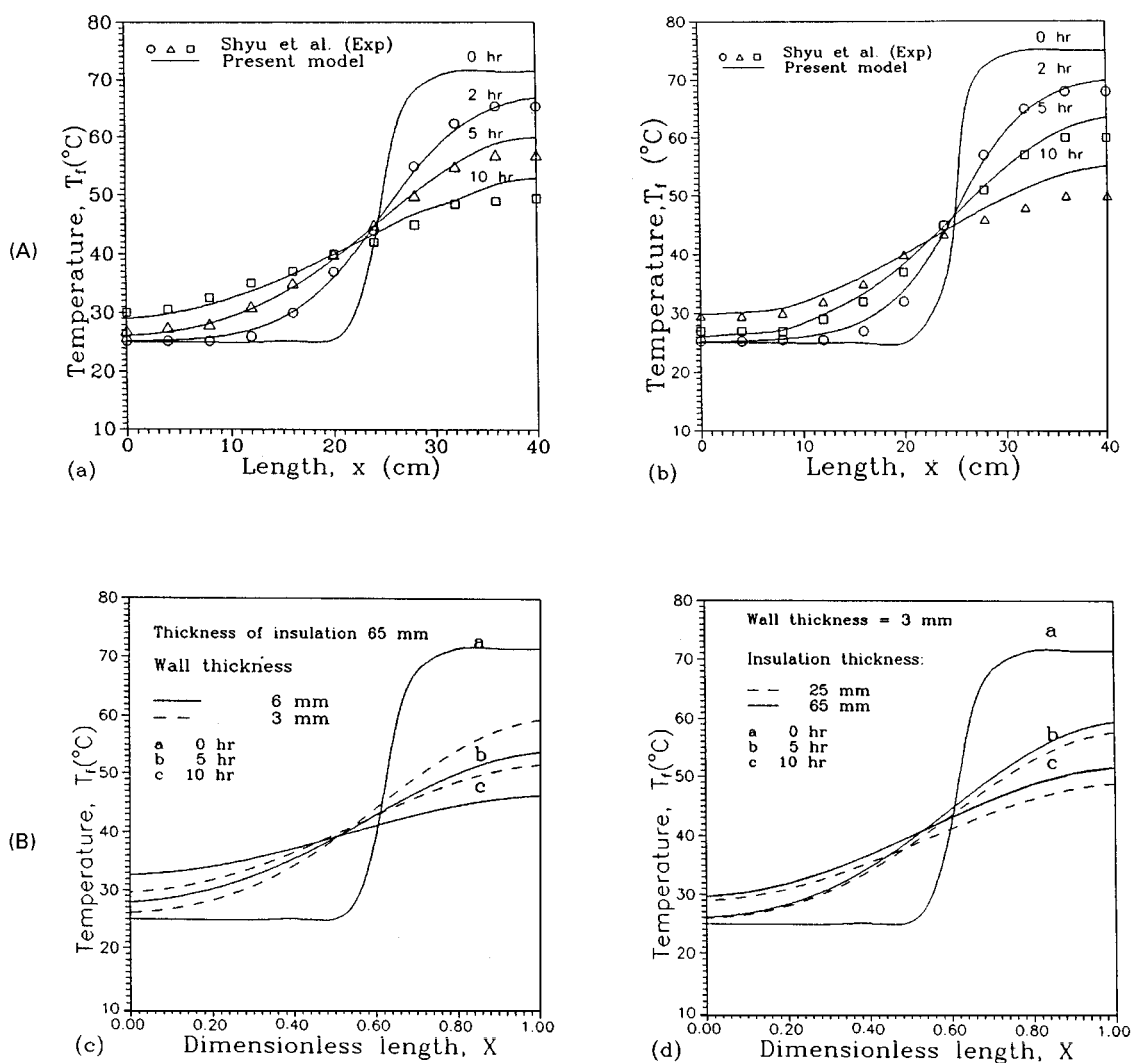 (A)
80
70
60
50
40
30
20
10
Temperature, T_f(°C)
Shyu et al. (Exp)
Present model
0 hr
2 hr
5 hr
10 hr
0
10
20
30
40
(a)
Length, x (cm)
80
70
60
50
40
30
20
10
Temperature, T_f (°C)
Shyu et al. (Exp)
Present model
0 hr
2 hr
5 hr
10 hr
0
10
20
30
40
(b)
Length, x (cm)
(B)
80
70
60
50
40
30
20
10
Temperature, T_f(°C)
Thickness of insulation 65 mm
Wall thickness
6 mm
3 mm
a 0 hr
b 5 hr
c 10 hr
a
b
c
0.00
0.20
0.40
0.60
0.80
1.00
(c)
Dimensionless length, X
80
70
60
50
40
30
20
10
Temperature, T_f(°C)
Wall thickness = 3 mm
Insulation thickness:
25 mm
65 mm
a 0 hr
b 5 hr
c 10 hr
a
b
c
0.00
0.20
0.40
0.60
0.80
1.00
(d)
Dimensionless length, X